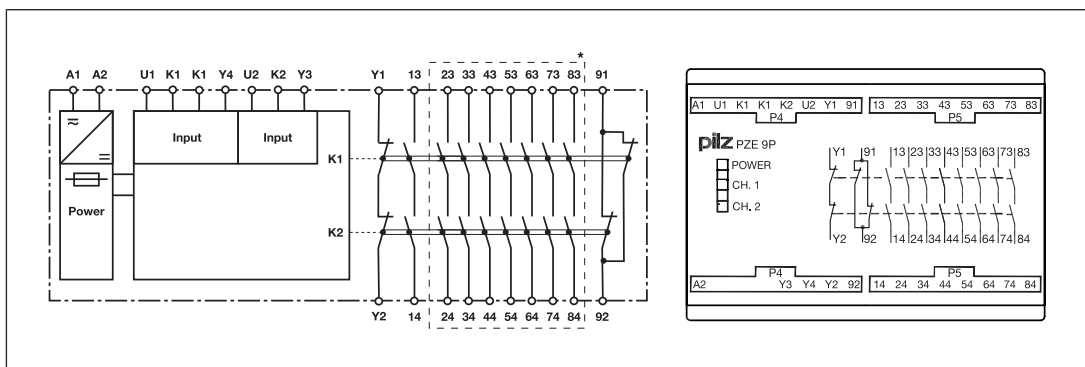 *
A1 A2 U1 K1 K1 Y4 U2 K2 Y3 Y1 13 23 33 43 53 63 73 83 91
Input Input
K1
Power
K2
Y2 14 24 34 44 54 64 74 84 92
A1 U1 K1 K1 K2 U2 Y1 91 13 23 33 43 53 63 73 83
P4 P5
pilz PZE 9P
POWER
CH. 1
CH. 2
Y1 91 13 23 33 43 53 63 73 83
Y2 92 14 24 34 44 54 64 74 84
P4 P5
A2 Y3 Y4 Y2 92 14 24 34 44 54 64 74 84